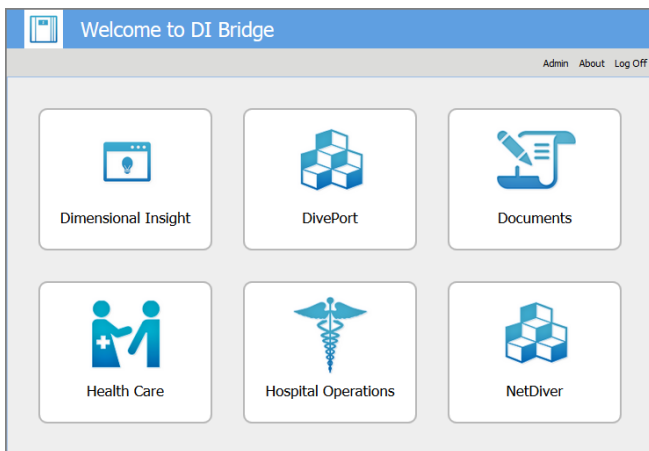 Welcome to DI Bridge
Admin About Log Off
Dimensional Insight
DivePort
Documents
Health Care
Hospital Operations
NetDiver